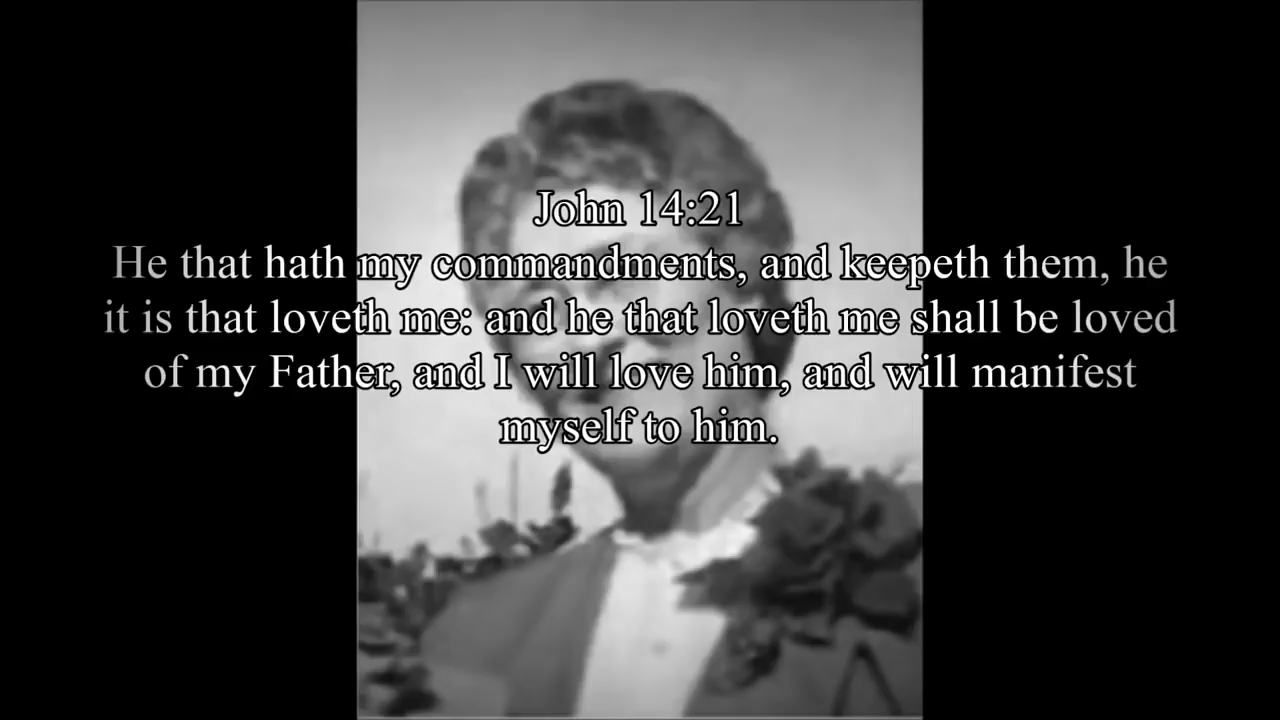 John 14:21
He that hath my commandments, and keepeth them, he
it is that loveth me: and he that loveth me shall be loved
of my Father, and I will love him, and will manifest
myself to him.